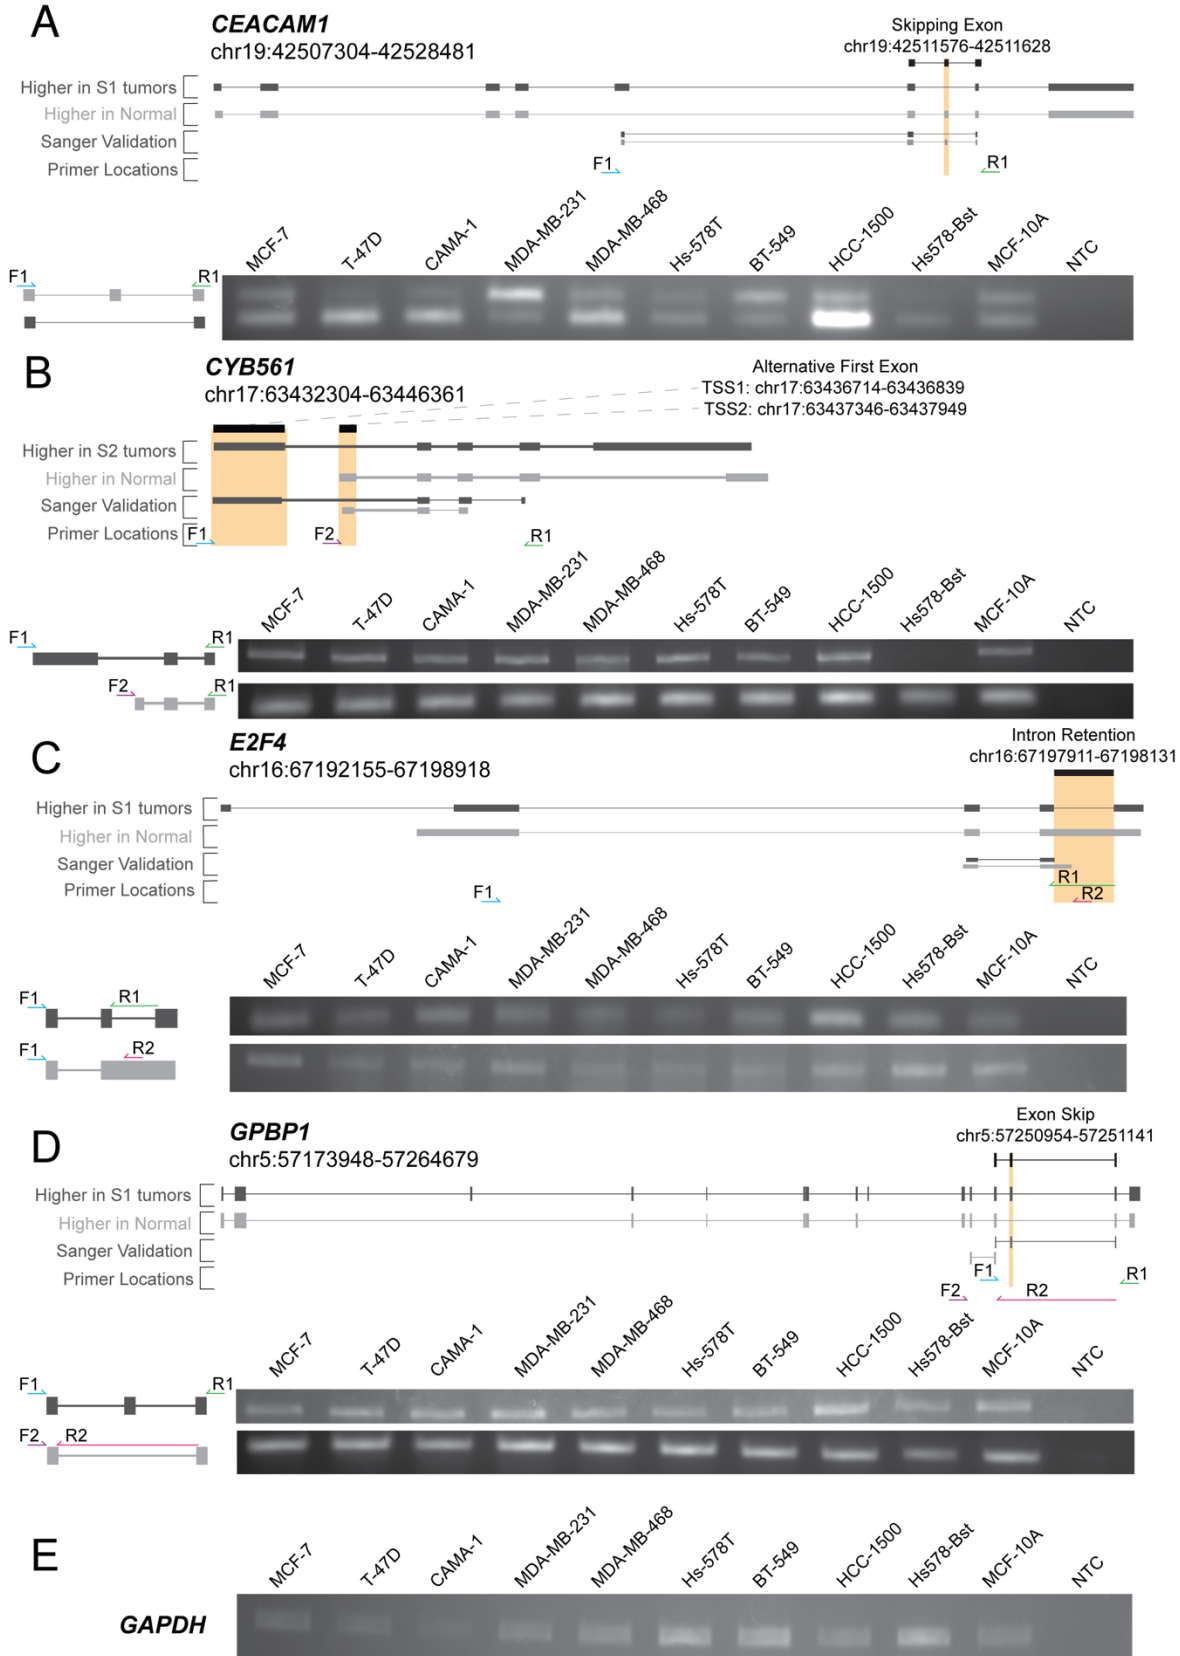 A
CEACAM1
chr19:42507304-42528481
Skipping Exon
chr19:42511576-42511628
Higher in S1 tumors
Higher in Normal
Sanger Validation
Primer Locations
F1
R1
MCF-7
T-47D
CAMA-1
MDA-MB-231
MDA-MB-468
Hs-578T
BT-549
HCC-1500
Hs578-Bst
MCF-10A
NTC
F1
R1
B
CYB561
chr17:63432304-63446361
Alternative First Exon
TSS1: chr17:63436714-63436839
TSS2: chr17:63437346-63437949
Higher in S2 tumors
Higher in Normal
Sanger Validation
Primer Locations
F1
F2
R1
MCF-7
T-47D
CAMA-1
MDA-MB-231
MDA-MB-468
Hs-578T
BT-549
HCC-1500
Hs578-Bst
MCF-10A
NTC
F1
R1
F2
R1
C
E2F4
chr16:67192155-67198918
Intron Retention
chr16:67197911-67198131
Higher in S1 tumors
Higher in Normal
Sanger Validation
Primer Locations
F1
R1
R2
MCF-7
T-47D
CAMA-1
MDA-MB-231
MDA-MB-468
Hs-578T
BT-549
HCC-1500
Hs578-Bst
MCF-10A
NTC
F1
R1
F1
R2
D
GPBP1
chr5:57173948-57264679
Exon Skip
chr5:57250954-57251141
Higher in S1 tumors
Higher in Normal
Sanger Validation
Primer Locations
F1
R1
F2
R2
MCF-7
T-47D
CAMA-1
MDA-MB-231
MDA-MB-468
Hs-578T
BT-549
HCC-1500
Hs578-Bst
MCF-10A
NTC
F1
R1
F2
R2
E
MCF-7
T-47D
CAMA-1
MDA-MB-231
MDA-MB-468
Hs-578T
BT-549
HCC-1500
Hs578-Bst
MCF-10A
NTC
GAPDH